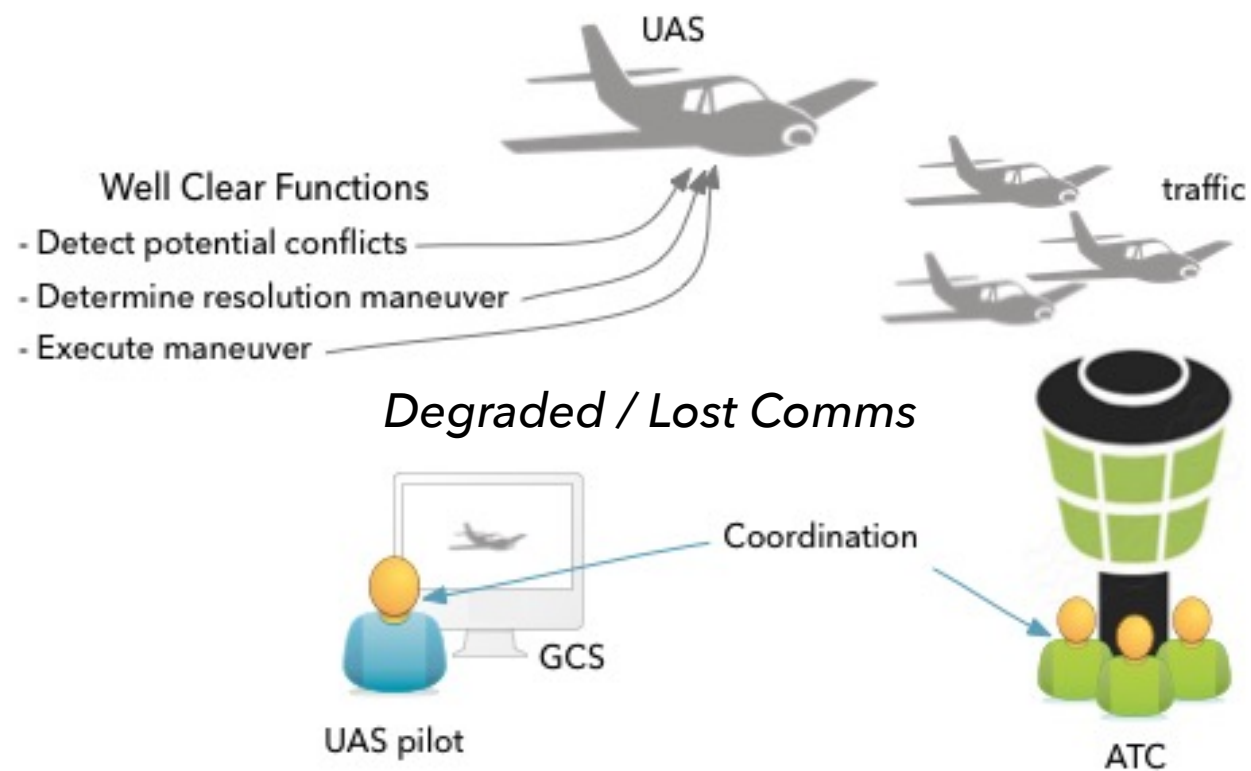 UAS
Well Clear Functions
traffic
- Detect potential conflicts
- Determine resolution maneuver
- Execute maneuver
Degraded / Lost Comms
Coordination
GCS
UAS pilot
ATC